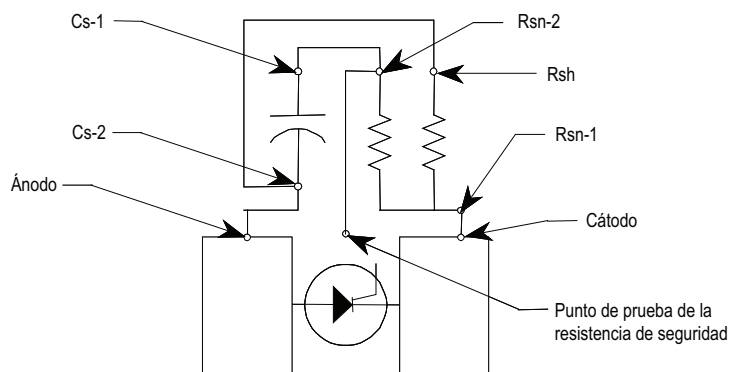 Cs-1
Rsn-2
Rsh
Cs-2
Rsn-1
Ánodo
Cátodo
Punto de prueba de la
resistencia de seguridad